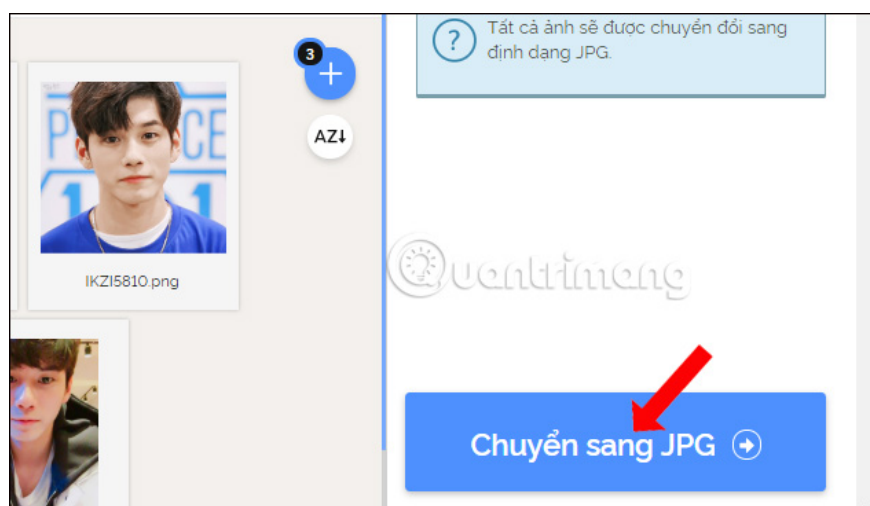 3
AZ
IKZI5810.png
Tất cả ảnh sẽ được chuyển đổi sang
định dạng JPG.
Quantrimang
Chuyển sang JPG